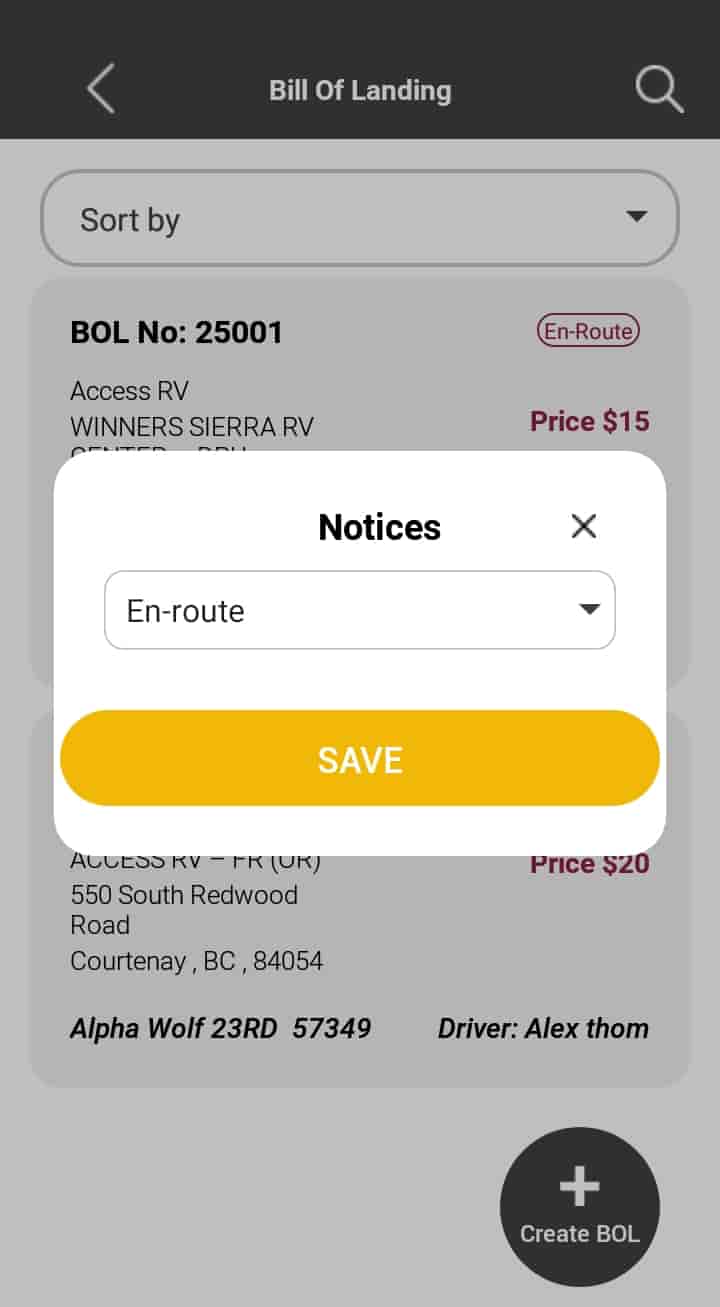 Bill Of Landing
Sort by
BOL No: 25001
En-Route
Access RV
WINNERS SIERRA RV
Price $15
Notices
En-route
SAVE
ACCESS RV – FR (OR)
Price $20
550 South Redwood
Road
Courtenay , BC , 84054
Alpha Wolf 23RD 57349
Driver: Alex thom
Create BOL